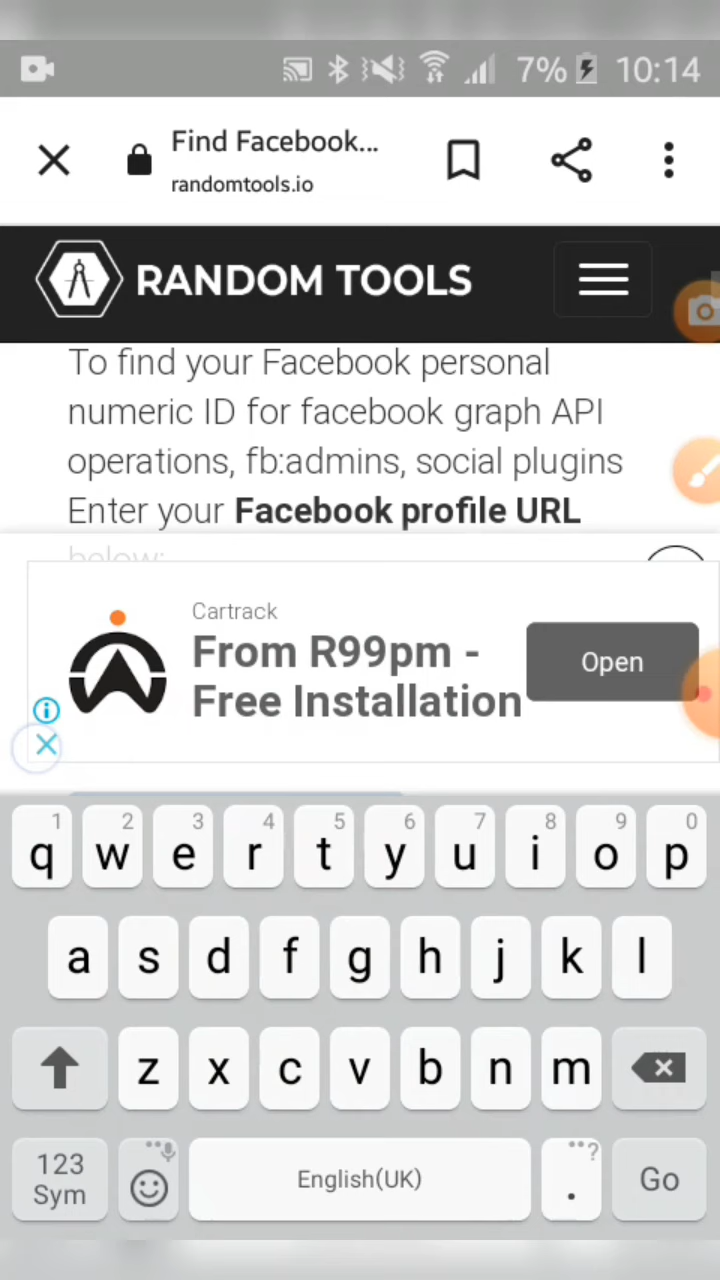 7% 10:14
Find Facebook...
randomtools.io
RANDOM TOOLS
To find your Facebook personal
numeric ID for facebook graph API
operations, fb:admins, social plugins
Enter your Facebook profile URL
below:
Cartrack
From R99pm -
Free Installation
Open
1 2 3 4 5 6 7 8 9 0
q w e r t y u i o p
a s d f g h j k l
z x c v b n m
123
Sym
English(UK)
. ?
Go